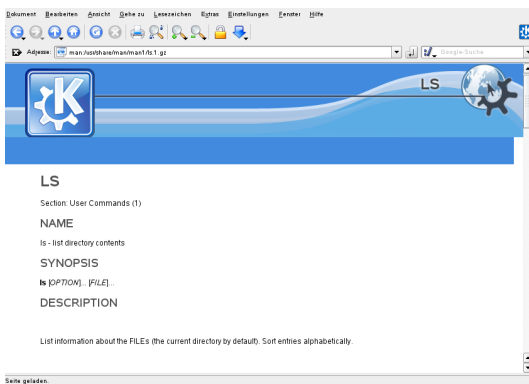 Dokument Bearbeiten Ansicht Gehe zu Lesezeichen Extras Einstellungen Fenster Hilfe
Adresse: man:/usr/share/man/man1/ls.1.gz Google-Suche
LS
LS
Section: User Commands (1)
NAME
ls - list directory contents
SYNOPSIS
ls [OPTION]... [FILE]...
DESCRIPTION
List information about the FILEs (the current directory by default). Sort entries alphabetically.
Seite geladen.